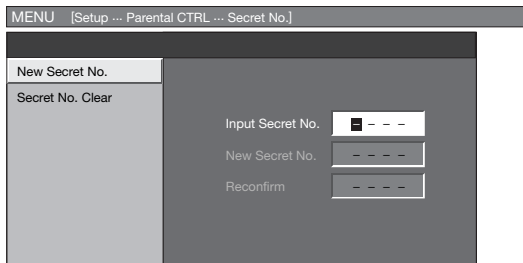 MENU [Setup ... Parental CTRL ... Secret No.]
New Secret No.
Secret No. Clear
Input Secret No. – – – –
New Secret No. – – – –
Reconfirm – – – –